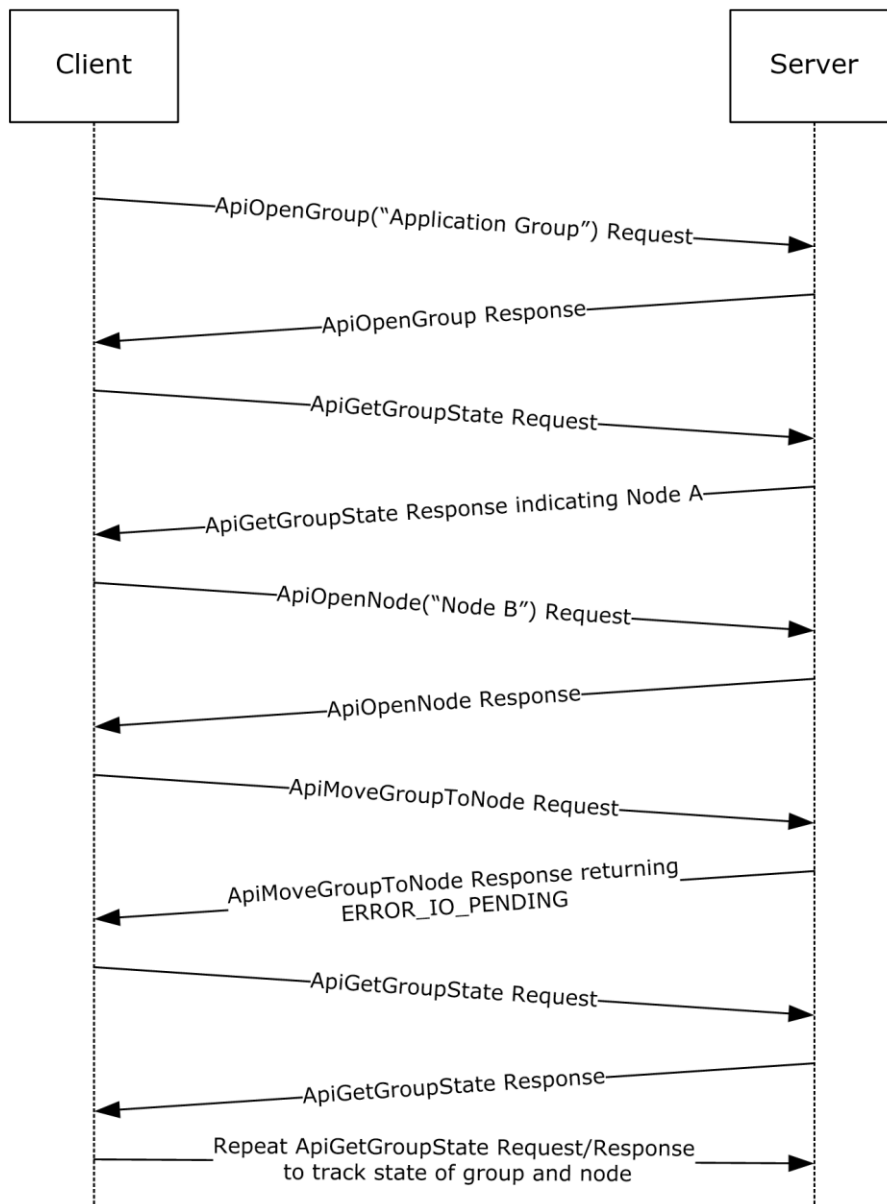 Client
Server
ApiOpenGroup(“Application Group”) Request
ApiOpenGroup Response
ApiGetGroupState Request
ApiGetGroupState Response indicating Node A
ApiOpenNode(“Node B”) Request
ApiOpenNode Response
ApiMoveGroupToNode Request
ApiMoveGroupToNode Response returning
ERROR_IO_PENDING
ApiGetGroupState Request
ApiGetGroupState Response
Repeat ApiGetGroupState Request/Response
to track state of group and node